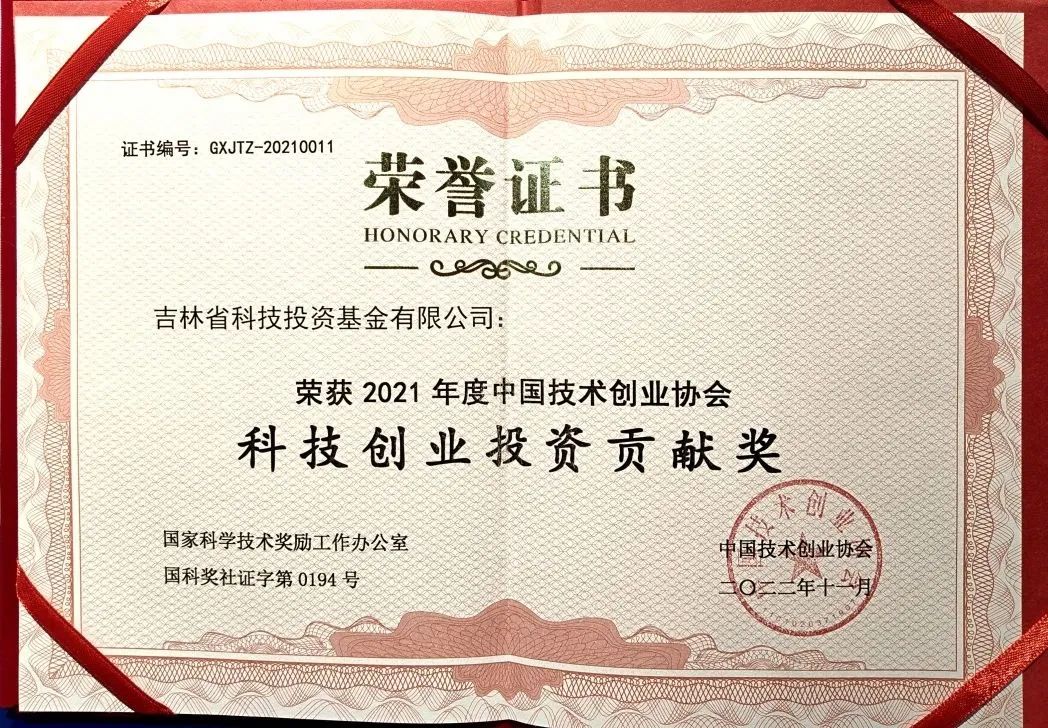 证书编号：GXJTZ-20210011
荣誉证书
HONORARY CREDENTIAL
吉林省科技投资基金有限公司：
荣获 2021 年度中国技术创业协会
科技创业投资贡献奖
国家科学技术奖励工作办公室
国科奖社证字第 0194 号
中国技术创业协会
二〇二二年十一月